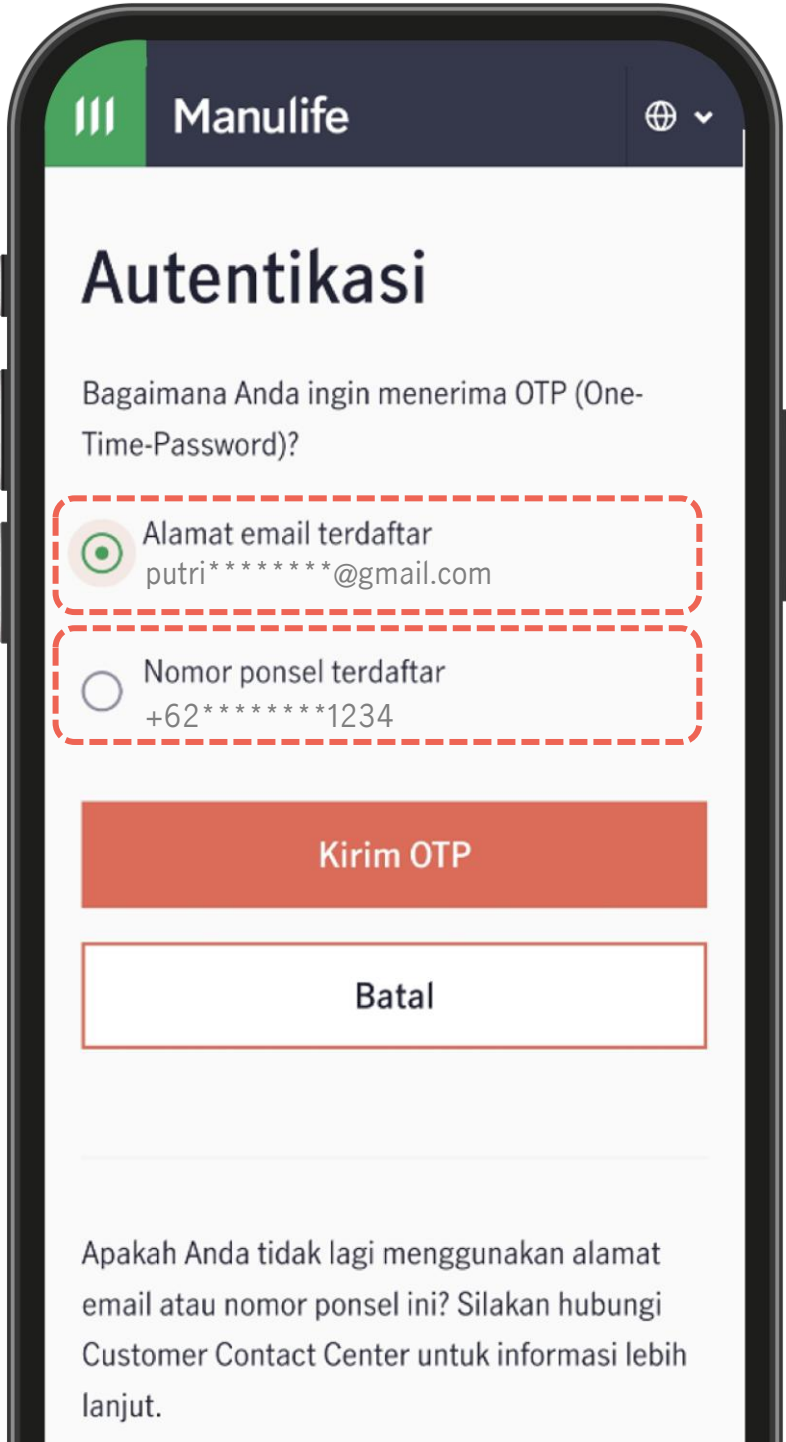 Manulife
Autentikasi
Bagaimana Anda ingin menerima OTP (One-
Time-Password)?
Alamat email terdaftar
putri********@gmail.com
Nomor ponsel terdaftar
+62********1234
Kirim OTP
Batal
Apakah Anda tidak lagi menggunakan alamat
email atau nomor ponsel ini? Silakan hubungi
Customer Contact Center untuk informasi lebih
lanjut.